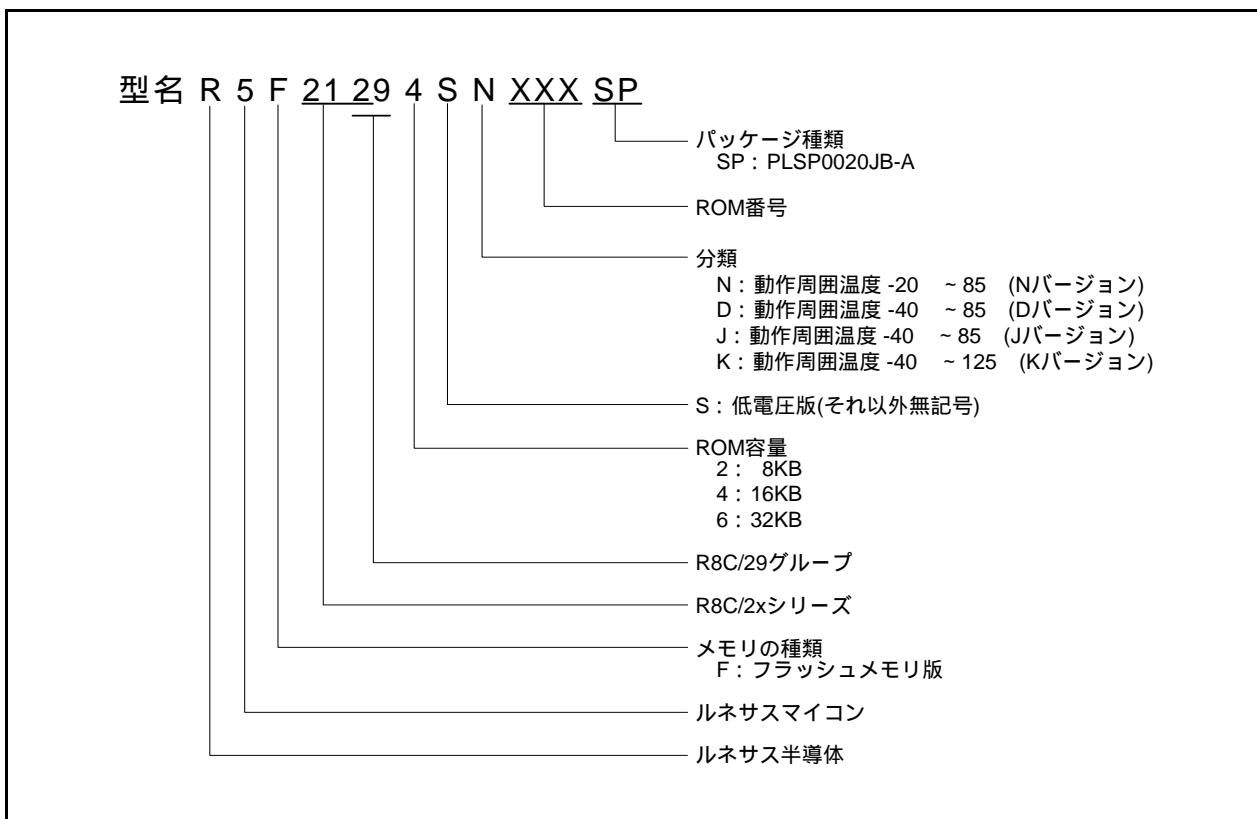 型名 R 5 F 21 29 4 S N XXX SP
パッケージ種類
SP : PLSP0020JB-A
ROM番号
分類
N : 動作周囲温度 -20 ~ 85 (Nバージョン)
D : 動作周囲温度 -40 ~ 85 (Dバージョン)
J : 動作周囲温度 -40 ~ 85 (Jバージョン)
K : 動作周囲温度 -40 ~ 125 (Kバージョン)
S : 低電圧版(それ以外無記号)
ROM容量
2 : 8KB
4 : 16KB
6 : 32KB
R8C/29グループ
R8C/2xシリーズ
メモリの種類
F : フラッシュメモリ版
ルネサスマイコン
ルネサス半導体